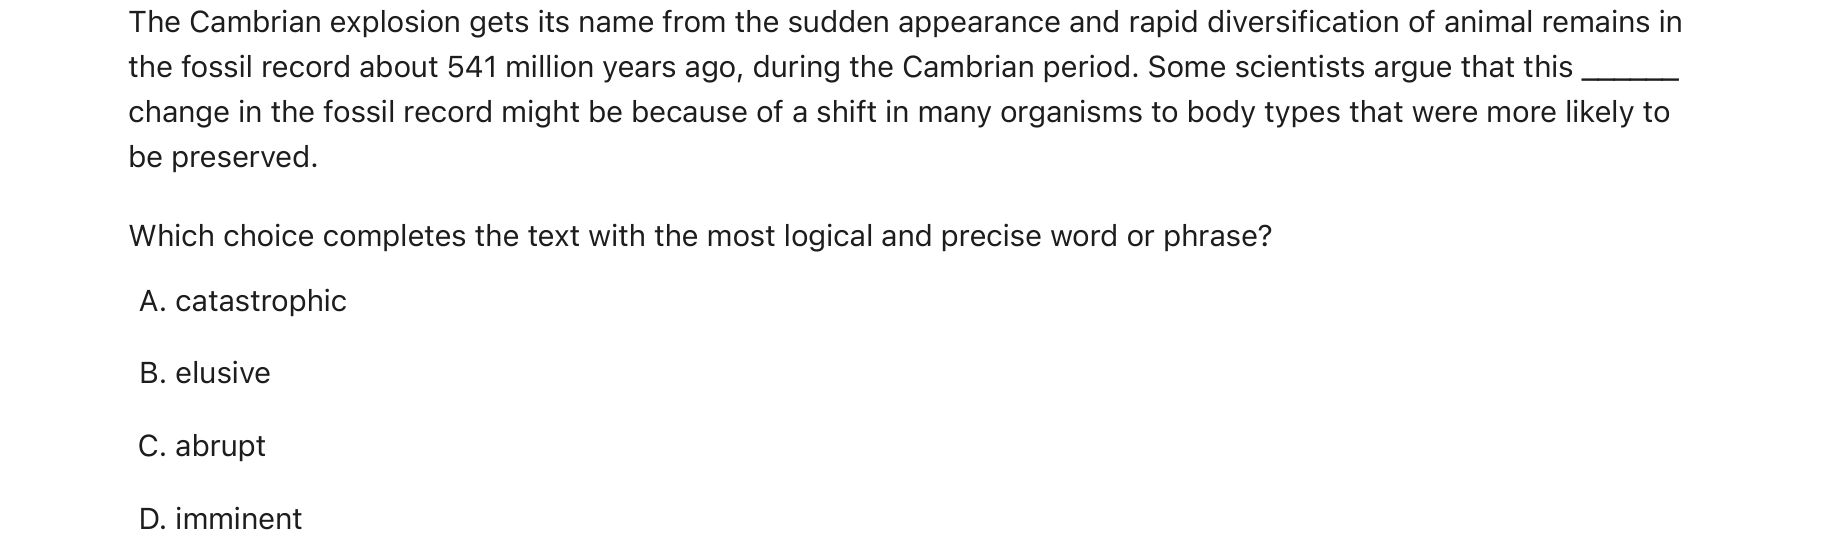 The Cambrian explosion gets its name from the sudden appearance and rapid diversification of animal remains in
the fossil record about 541 million years ago, during the Cambrian period. Some scientists argue that this ______
change in the fossil record might be because of a shift in many organisms to body types that were more likely to
be preserved.
Which choice completes the text with the most logical and precise word or phrase?
A. catastrophic
B. elusive
C. abrupt
D. imminent